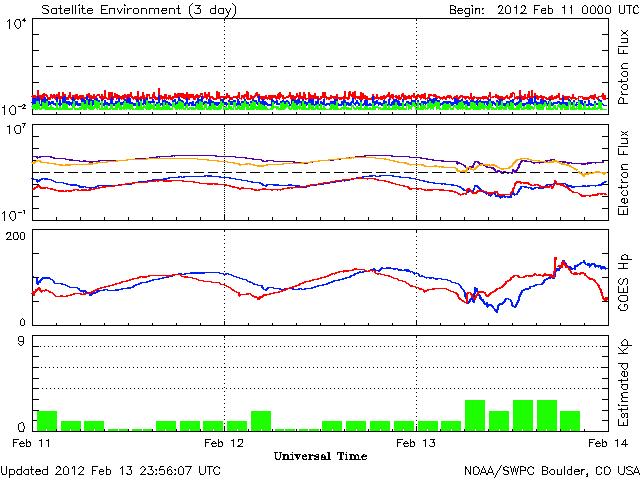 Satellite Environment (3 day) Begin: 2012 Feb 11 0000 UTC
10⁴
Proton Flux
10⁻²
10⁷
Electron Flux
10⁻¹
200
GOES Hp
0
9
Estimated Kp
0
Feb 11 Feb 12 Feb 13 Feb 14
Universal Time
Updated 2012 Feb 13 23:56:07 UTC NOAA/SWPC Boulder, CO USA